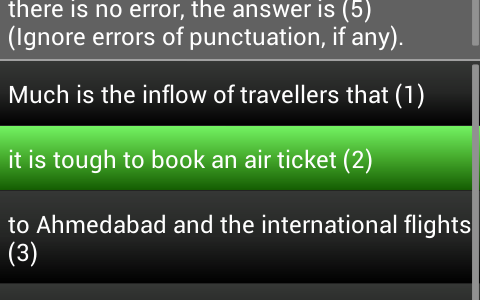 there is no error, the answer is (5)
(Ignore errors of punctuation, if any).
Much is the inflow of travellers that (1)
it is tough to book an air ticket (2)
to Ahmedabad and the international flights
(3)